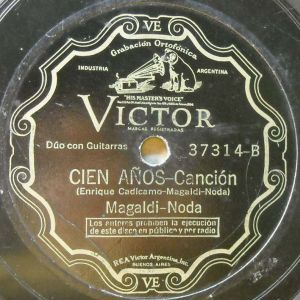 VE
Grabación Ortofónica
INDUSTRIA ARGENTINA
"HIS MASTER'S VOICE"
VICTOR
MARCAS REGISTRADAS
Dúo con Guitarras 37314-B
CIEN AÑOS-Canción
(Enrique Cadicamo-Magaldi-Noda)
Magaldi-Noda
Los autores prohiben la ejecución
de este disco en público y por radio
RCA Victor Argentina, Inc.
BUENOS AIRES
VE